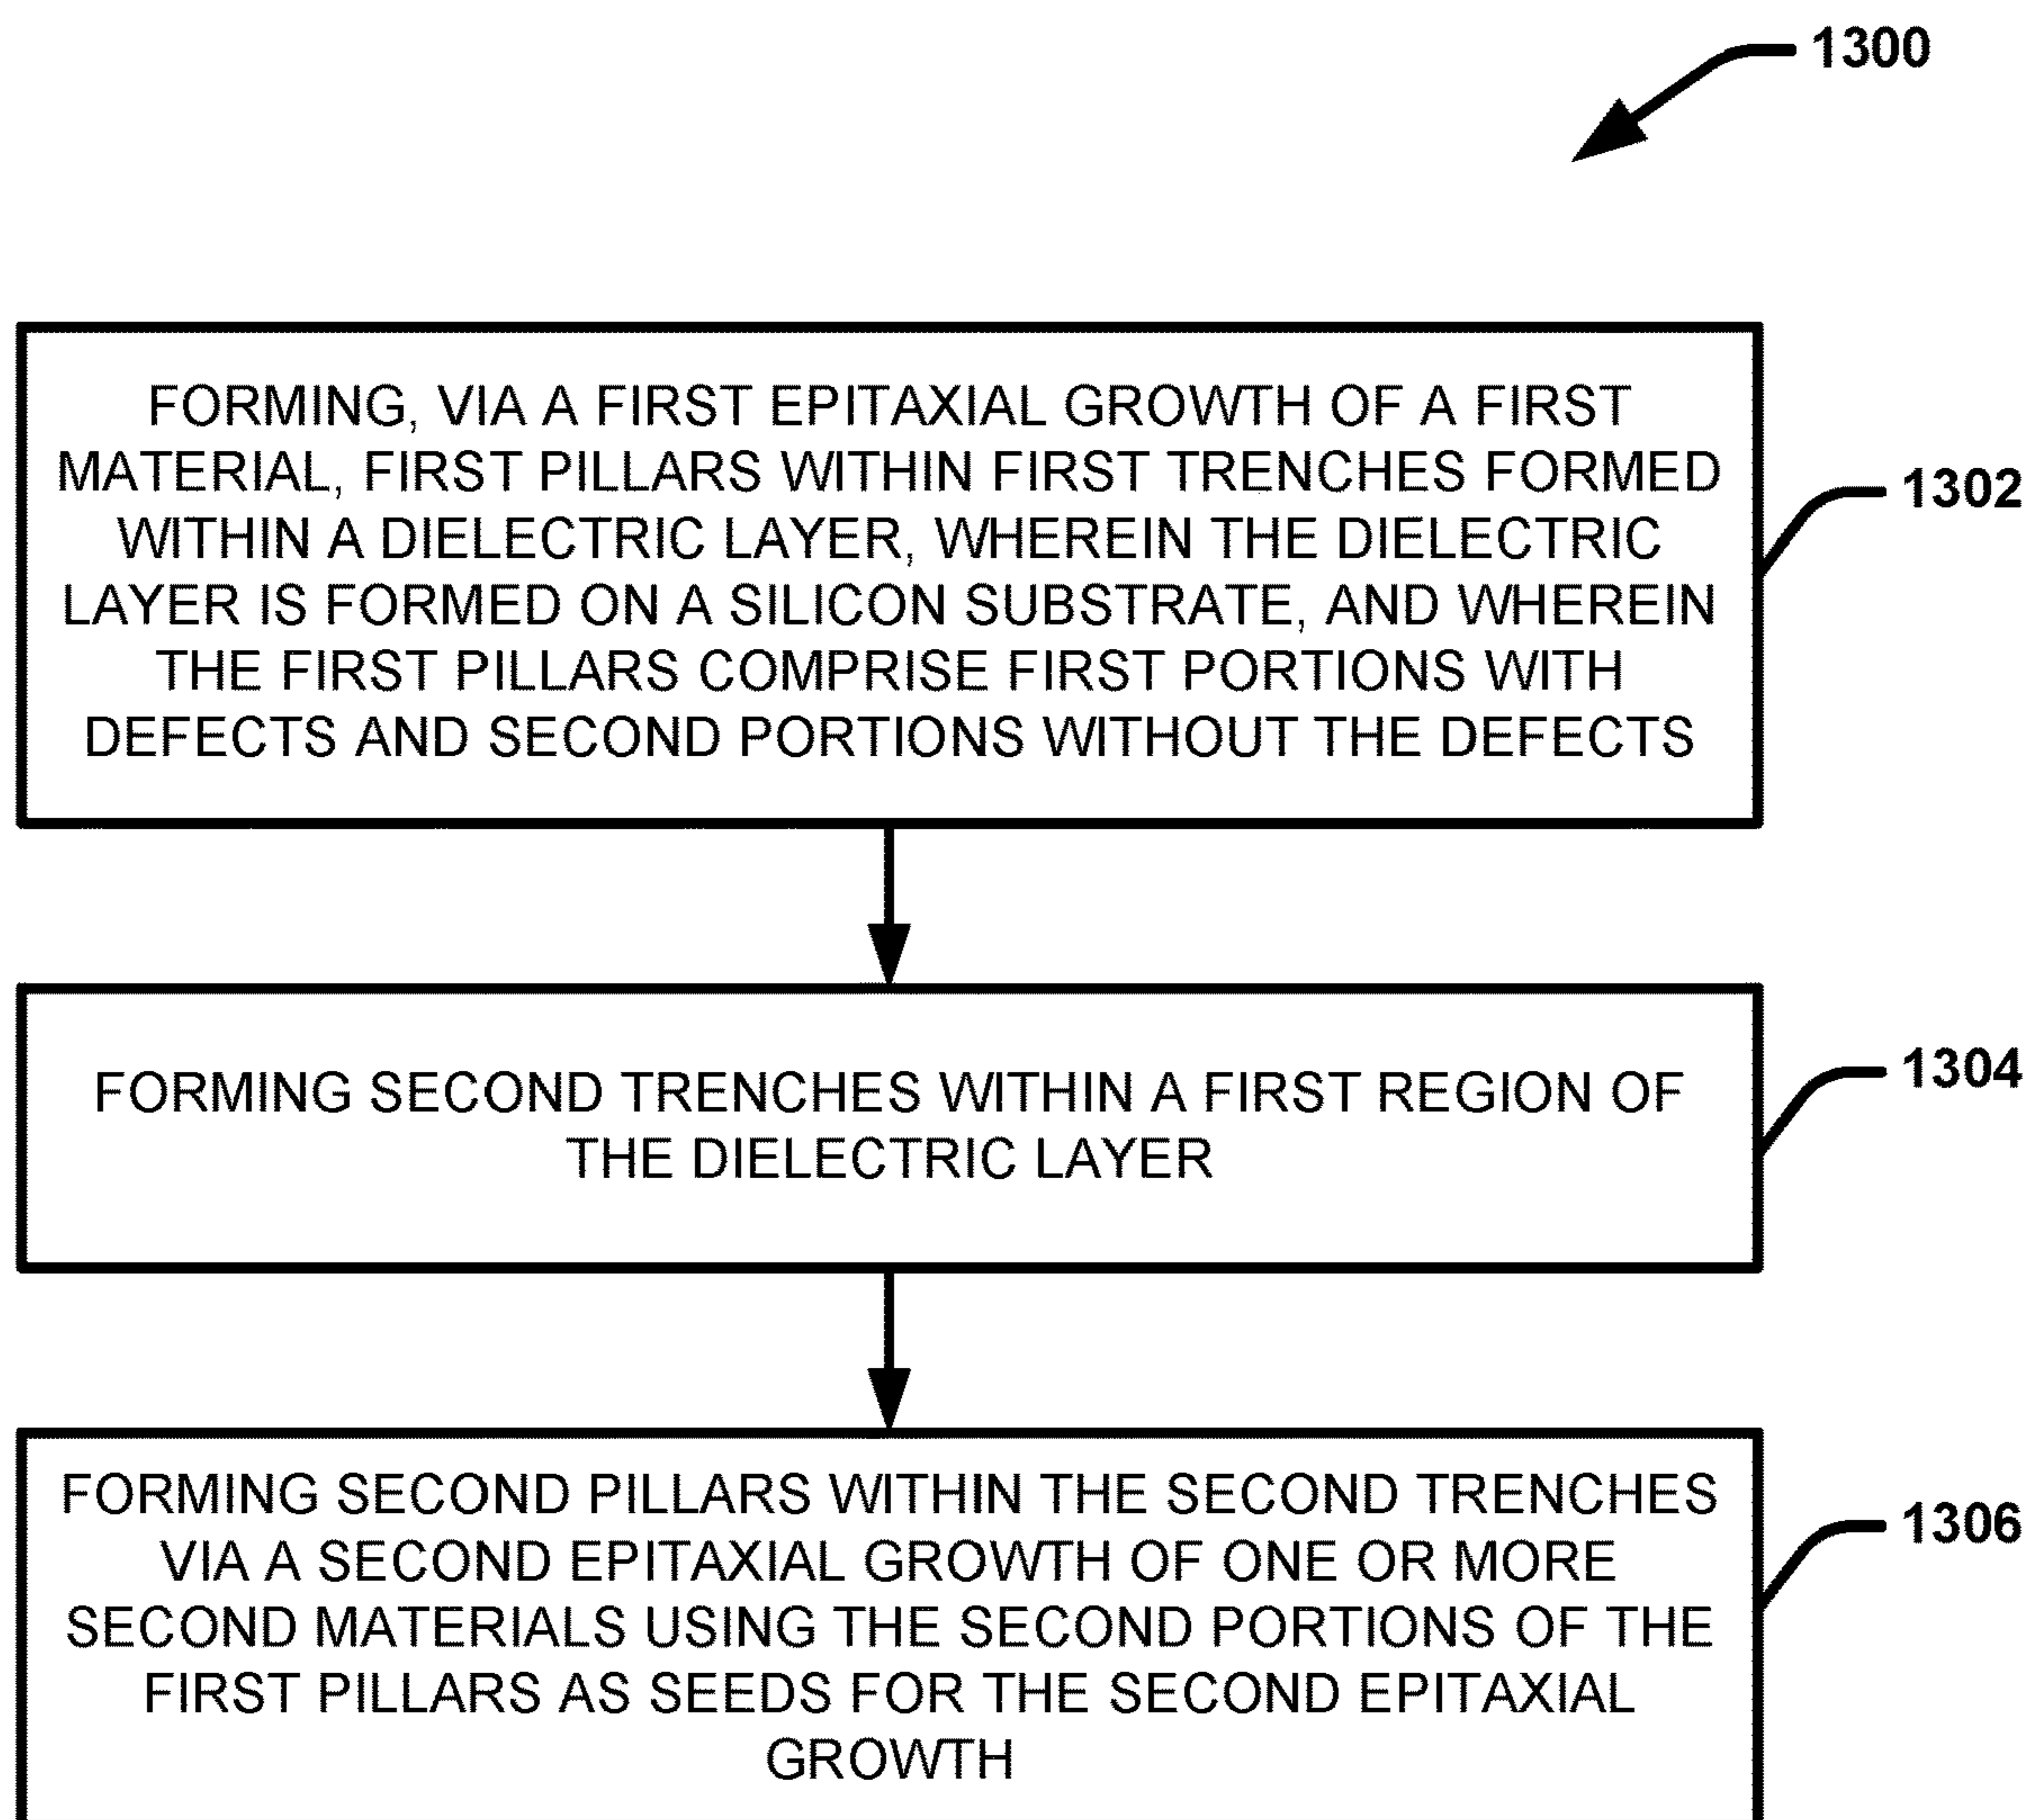 1300
FORMING, VIA A FIRST EPITAXIAL GROWTH OF A FIRST
MATERIAL, FIRST PILLARS WITHIN FIRST TRENCHES FORMED
WITHIN A DIELECTRIC LAYER, WHEREIN THE DIELECTRIC
LAYER IS FORMED ON A SILICON SUBSTRATE, AND WHEREIN
THE FIRST PILLARS COMPRISE FIRST PORTIONS WITH
DEFECTS AND SECOND PORTIONS WITHOUT THE DEFECTS
1302
FORMING SECOND TRENCHES WITHIN A FIRST REGION OF
THE DIELECTRIC LAYER
1304
FORMING SECOND PILLARS WITHIN THE SECOND TRENCHES
VIA A SECOND EPITAXIAL GROWTH OF ONE OR MORE
SECOND MATERIALS USING THE SECOND PORTIONS OF THE
FIRST PILLARS AS SEEDS FOR THE SECOND EPITAXIAL
GROWTH
1306